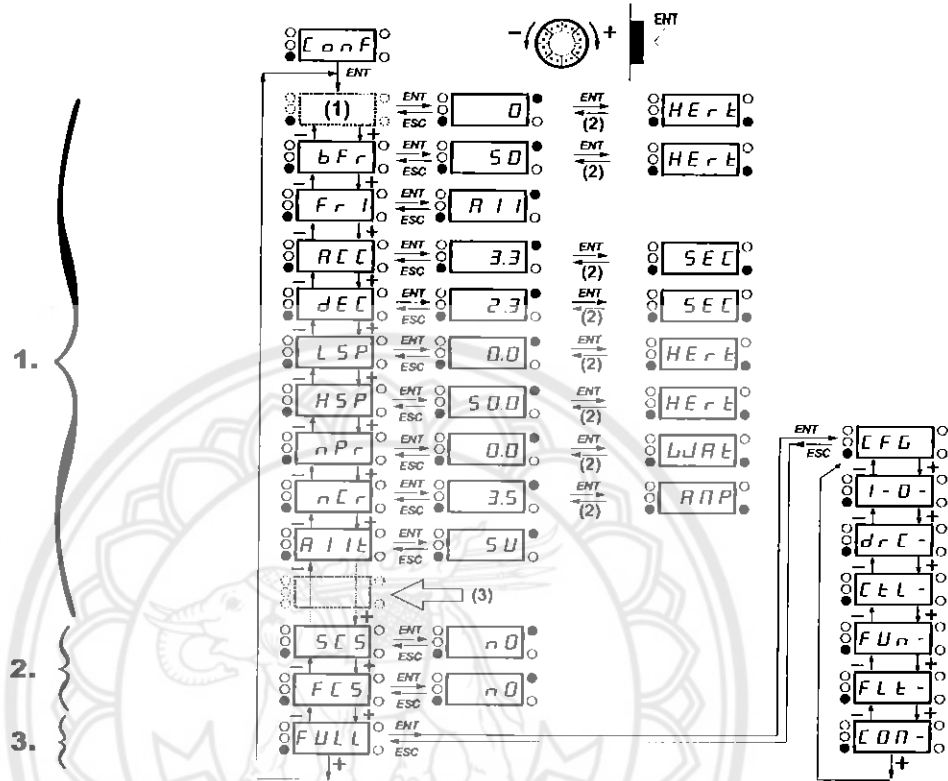 ConF
- + ENT
ENT
(1) ENT ESC 0 ENT (2) HErt
- +
bFr ENT ESC 50 ENT (2) HErt
- +
Fr1 ENT ESC AI1
- +
ACC ENT ESC 3.3 ENT (2) SEC
- +
dEC ENT ESC 2.3 ENT (2) SEC
- +
1. LSP ENT ESC 0.0 ENT (2) HErt
- +
HSP ENT ESC 50.0 ENT (2) HErt
- +
nPr ENT ESC 0.0 ENT (2) WAt
- +
nCr ENT ESC 3.5 ENT (2) AMP
- +
AI1t ENT ESC 5U
-
(3)
+
2. SCS ENT ESC nO
- +
FCS ENT ESC nO
- +
3. FULL ENT ESC
+
ENT ESC CFG
- +
I-O-
- +
drC-
- +
CtL-
- +
FUn-
- +
FLt-
- +
COM-
+